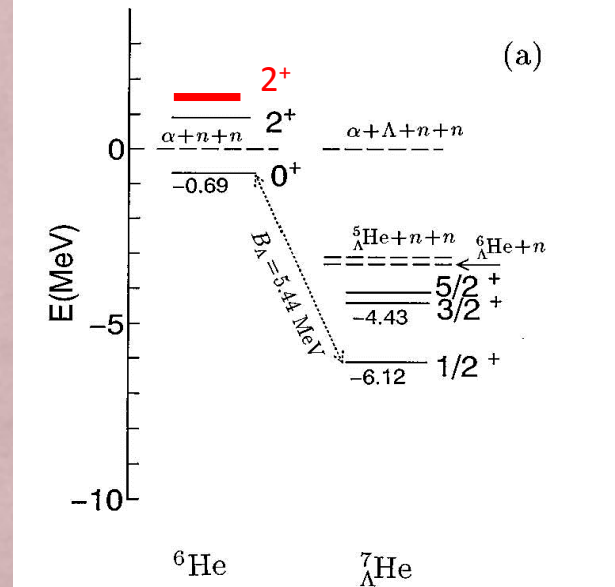 (a)
2⁺
2⁺
α+n+n
α+Λ+n+n
0
0⁺
−0.69
⁵_ΛHe+n+n
⁶_ΛHe+n
B_Λ=5.44 MeV
E(MeV)
5/2 ⁺
3/2 ⁺
−4.43
−5
1/2 ⁺
−6.12
−10
⁶He
⁷_ΛHe